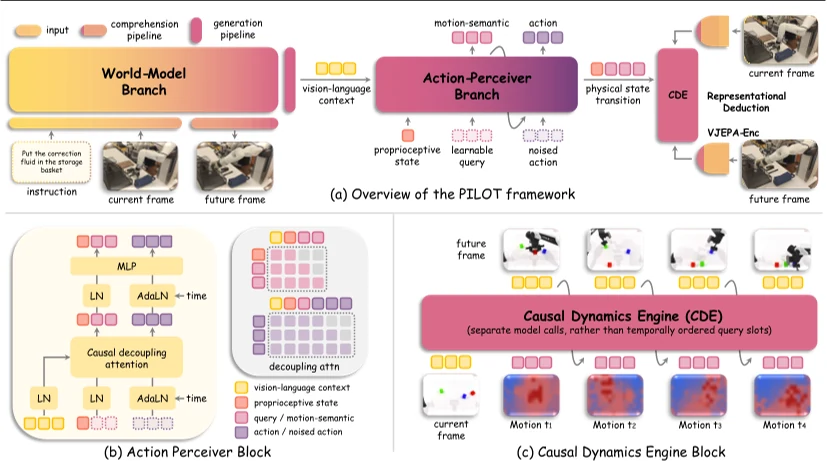 input
comprehension
pipeline
generation
pipeline
World-Model
Branch
Put the correction
fluid in the storage
basket
instruction
current frame
future frame
vision-language
context
motion-semantic
action
Action-Perceiver
Branch
proprioceptive
state
learnable
query
noised
action
physical state
transition
CDE
current frame
Representational
Deduction
VJEPA-Enc
future frame
(a) Overview of the PILOT framework
MLP
LN
AdaLN
time
Causal decoupling
attention
LN
LN
AdaLN
time
(b) Action Perceiver Block
decoupling attn
vision-language context
proprioceptive state
query / motion-semantic
action / noised action
future
frame
Causal Dynamics Engine (CDE)
(separate model calls, rather than temporally ordered query slots)
current
frame
Motion t₁
Motion t₂
Motion t₃
Motion t₄
(c) Causal Dynamics Engine Block